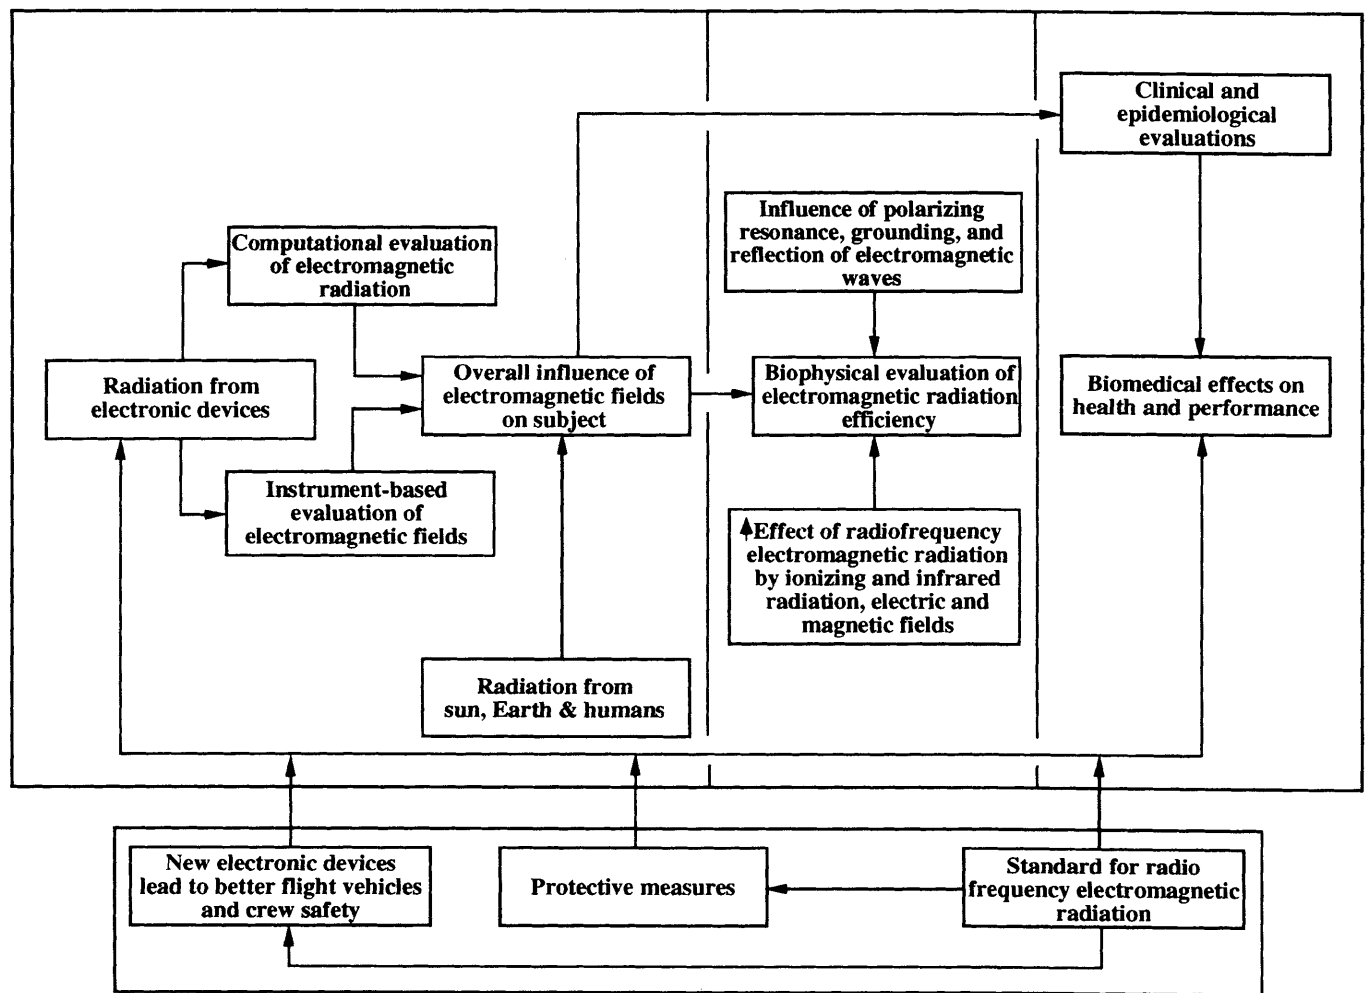 Clinical and
epidemiological
evaluations
Influence of polarizing
resonance, grounding, and
reflection of electromagnetic
waves
Computational evaluation
of electromagnetic
radiation
Radiation from
electronic devices
Overall influence of
electromagnetic fields
on subject
Biophysical evaluation of
electromagnetic radiation
efficiency
Biomedical effects on
health and performance
Instrument-based
evaluation of
electromagnetic fields
Effect of radiofrequency
electromagnetic radiation
by ionizing and infrared
radiation, electric and
magnetic fields
Radiation from
sun, Earth & humans
New electronic devices
lead to better flight vehicles
and crew safety
Protective measures
Standard for radio
frequency electromagnetic
radiation